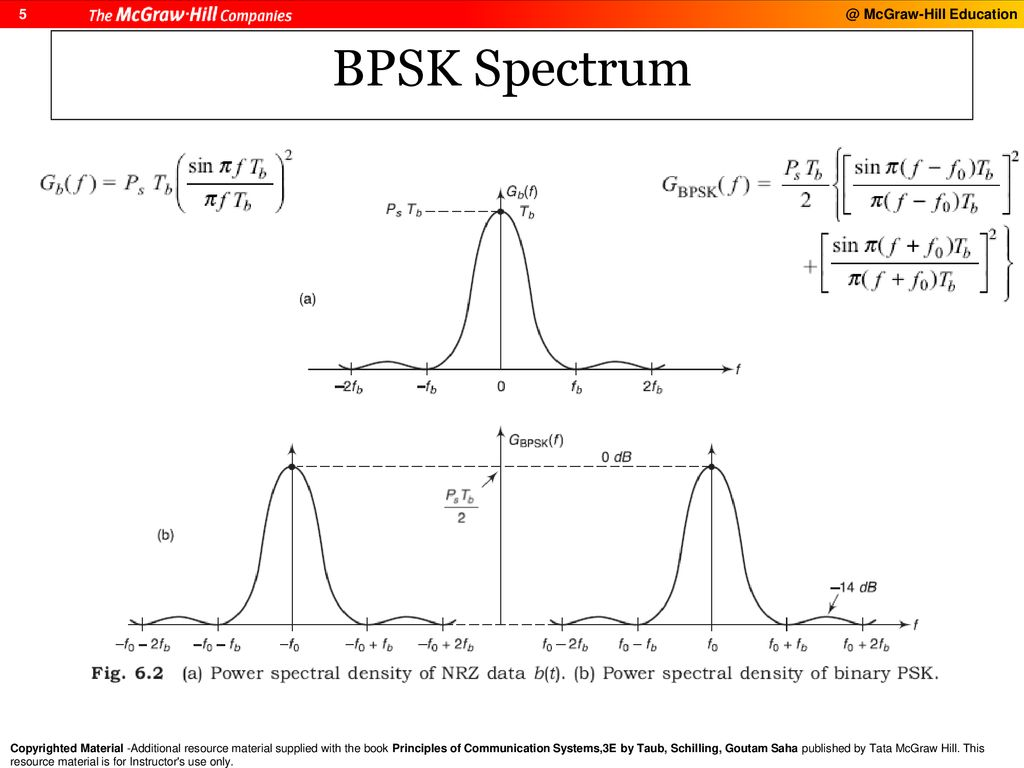 5 The McGraw·Hill Companies @ McGraw-Hill Education
BPSK Spectrum
G_b(f) = P_s T_b (sin π f T_b / π f T_b)^2
G_BPSK(f) = P_s T_b / 2 {[sin π(f − f_0)T_b / π(f − f_0)T_b]^2
+ [sin π(f + f_0)T_b / π(f + f_0)T_b]^2}
G_b(f)
P_s T_b T_b
(a)
f
−2f_b −f_b 0 f_b 2f_b
G_BPSK(f)
0 dB
P_s T_b / 2
(b)
−14 dB
f
−f_0 − 2f_b −f_0 − f_b −f_0 −f_0 + f_b −f_0 + 2f_b f_0 − 2f_b f_0 − f_b f_0 f_0 + f_b f_0 + 2f_b
Fig. 6.2 (a) Power spectral density of NRZ data b(t). (b) Power spectral density of binary PSK.
Copyrighted Material -Additional resource material supplied with the book Principles of Communication Systems,3E by Taub, Schilling, Goutam Saha published by Tata McGraw Hill. This
resource material is for Instructor's use only.